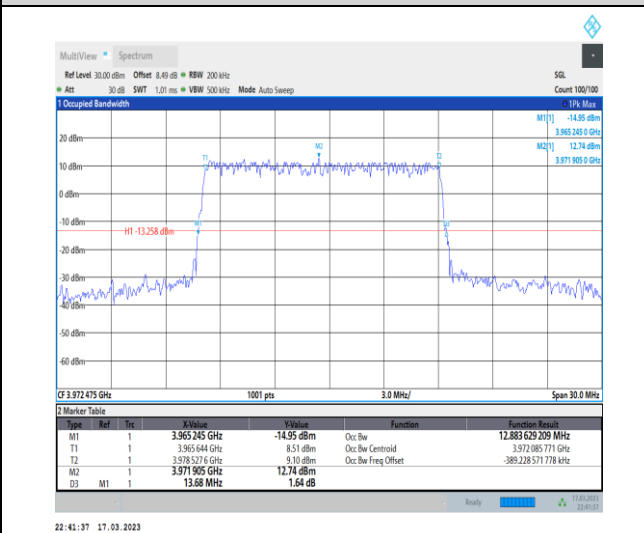 MultiView Spectrum
Ref Level 30.00 dBm Offset 8.49 dB RBW 200 kHz SGL
Att 30 dB SWT 1.01 ms VBW 500 kHz Mode Auto Sweep Count 100/100
1 Occupied Bandwidth 1Pk Max
M1[1] -14.95 dBm
3.965 245 0 GHz
M2[1] 12.74 dBm
3.971 905 0 GHz
20 dBm
M2
T1 T2
10 dBm
0 dBm
-10 dBm
M1
H1 -13.258 dBm
-20 dBm
-30 dBm
-40 dBm
-50 dBm
-60 dBm
CF 3.972 475 GHz 1001 pts 3.0 MHz/ Span 30.0 MHz
2 Marker Table
Type Ref Trc X-Value Y-Value Function Function Result
M1 1 3.965 245 GHz -14.95 dBm Occ Bw 12.883 629 209 MHz
T1 1 3.965 644 GHz 8.51 dBm Occ Bw Centroid 3.972 085 771 GHz
T2 1 3.978 527 6 GHz 9.10 dBm Occ Bw Freq Offset -389.228 571 778 kHz
M2 1 3.971 905 GHz 12.74 dBm
D3 M1 1 13.68 MHz 1.64 dB
Ready 17.03.2023
22:41:37
22:41:37 17.03.2023